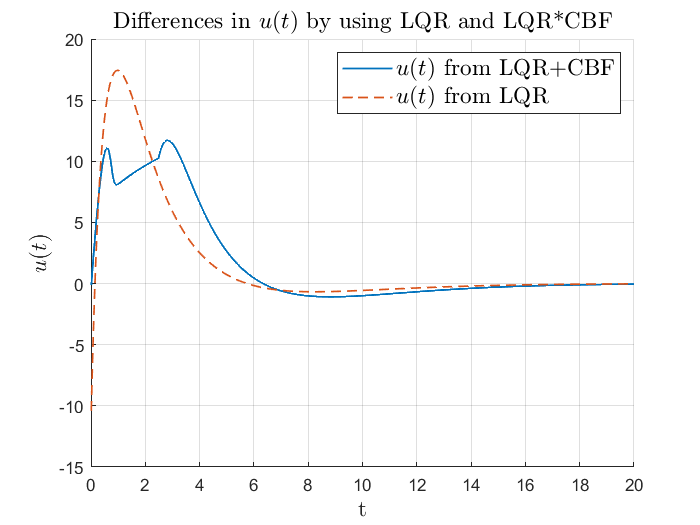 Differences in u(t) by using LQR and LQR*CBF
u(t) from LQR+CBF
u(t) from LQR
20
15
10
5
0
-5
-10
-15
u(t)
0 2 4 6 8 10 12 14 16 18 20
t